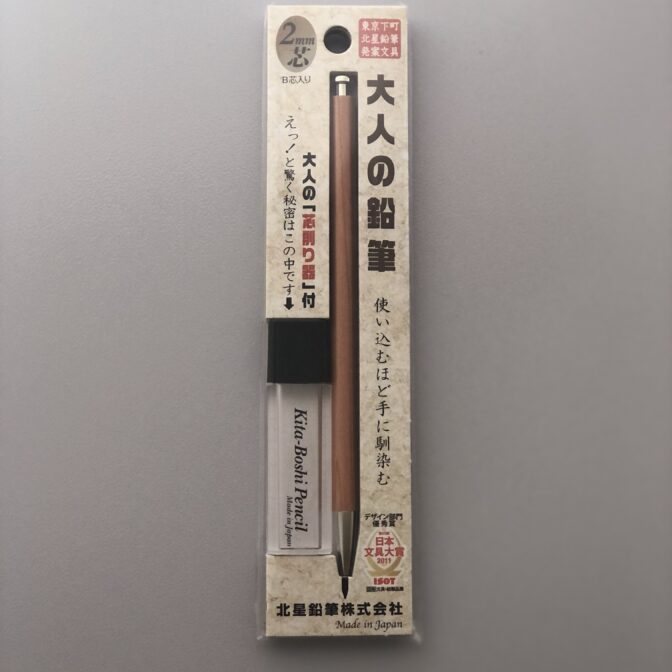 2mm
芯
B芯入り
東京下町
北星鉛筆
発案文具
大人の鉛筆
使い込むほど手に馴染む
大人の「芯削り器」付
えっ!と驚く秘密はこの中です⬇
Kita-Boshi Pencil
Made in Japan
デザイン部門
優秀賞
日本
文具大賞
2011
ISOT
北星鉛筆株式会社
Made in Japan